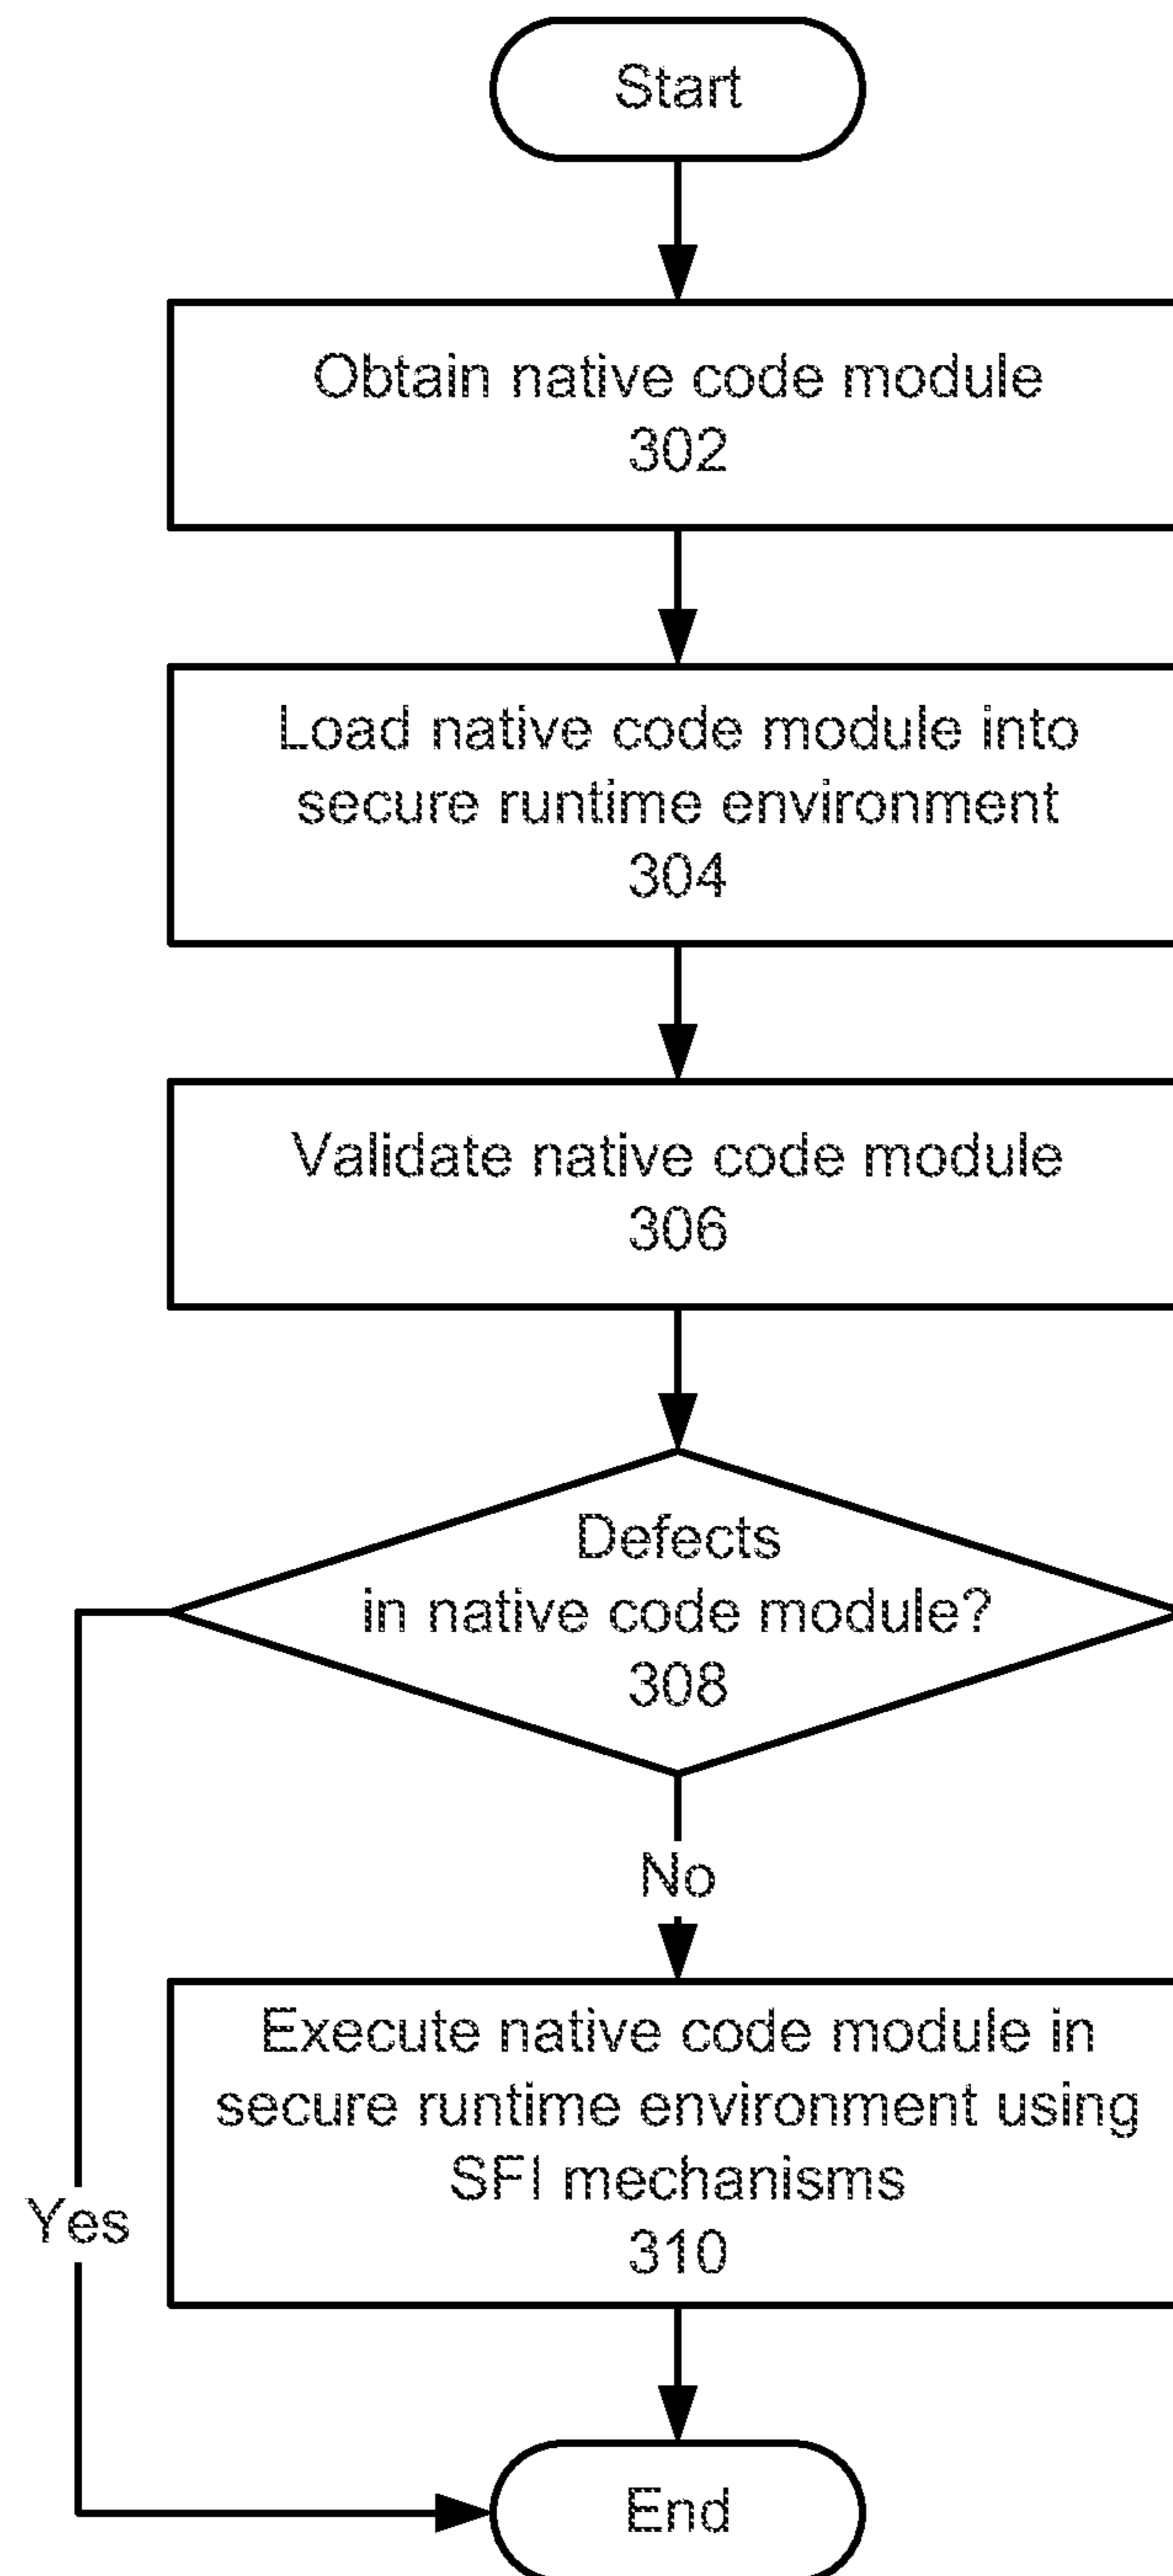 Start
Obtain native code module
302
Load native code module into
secure runtime environment
304
Validate native code module
306
Defects
in native code module?
308
No
Execute native code module in
secure runtime environment using
SFI mechanisms
310
Yes
End